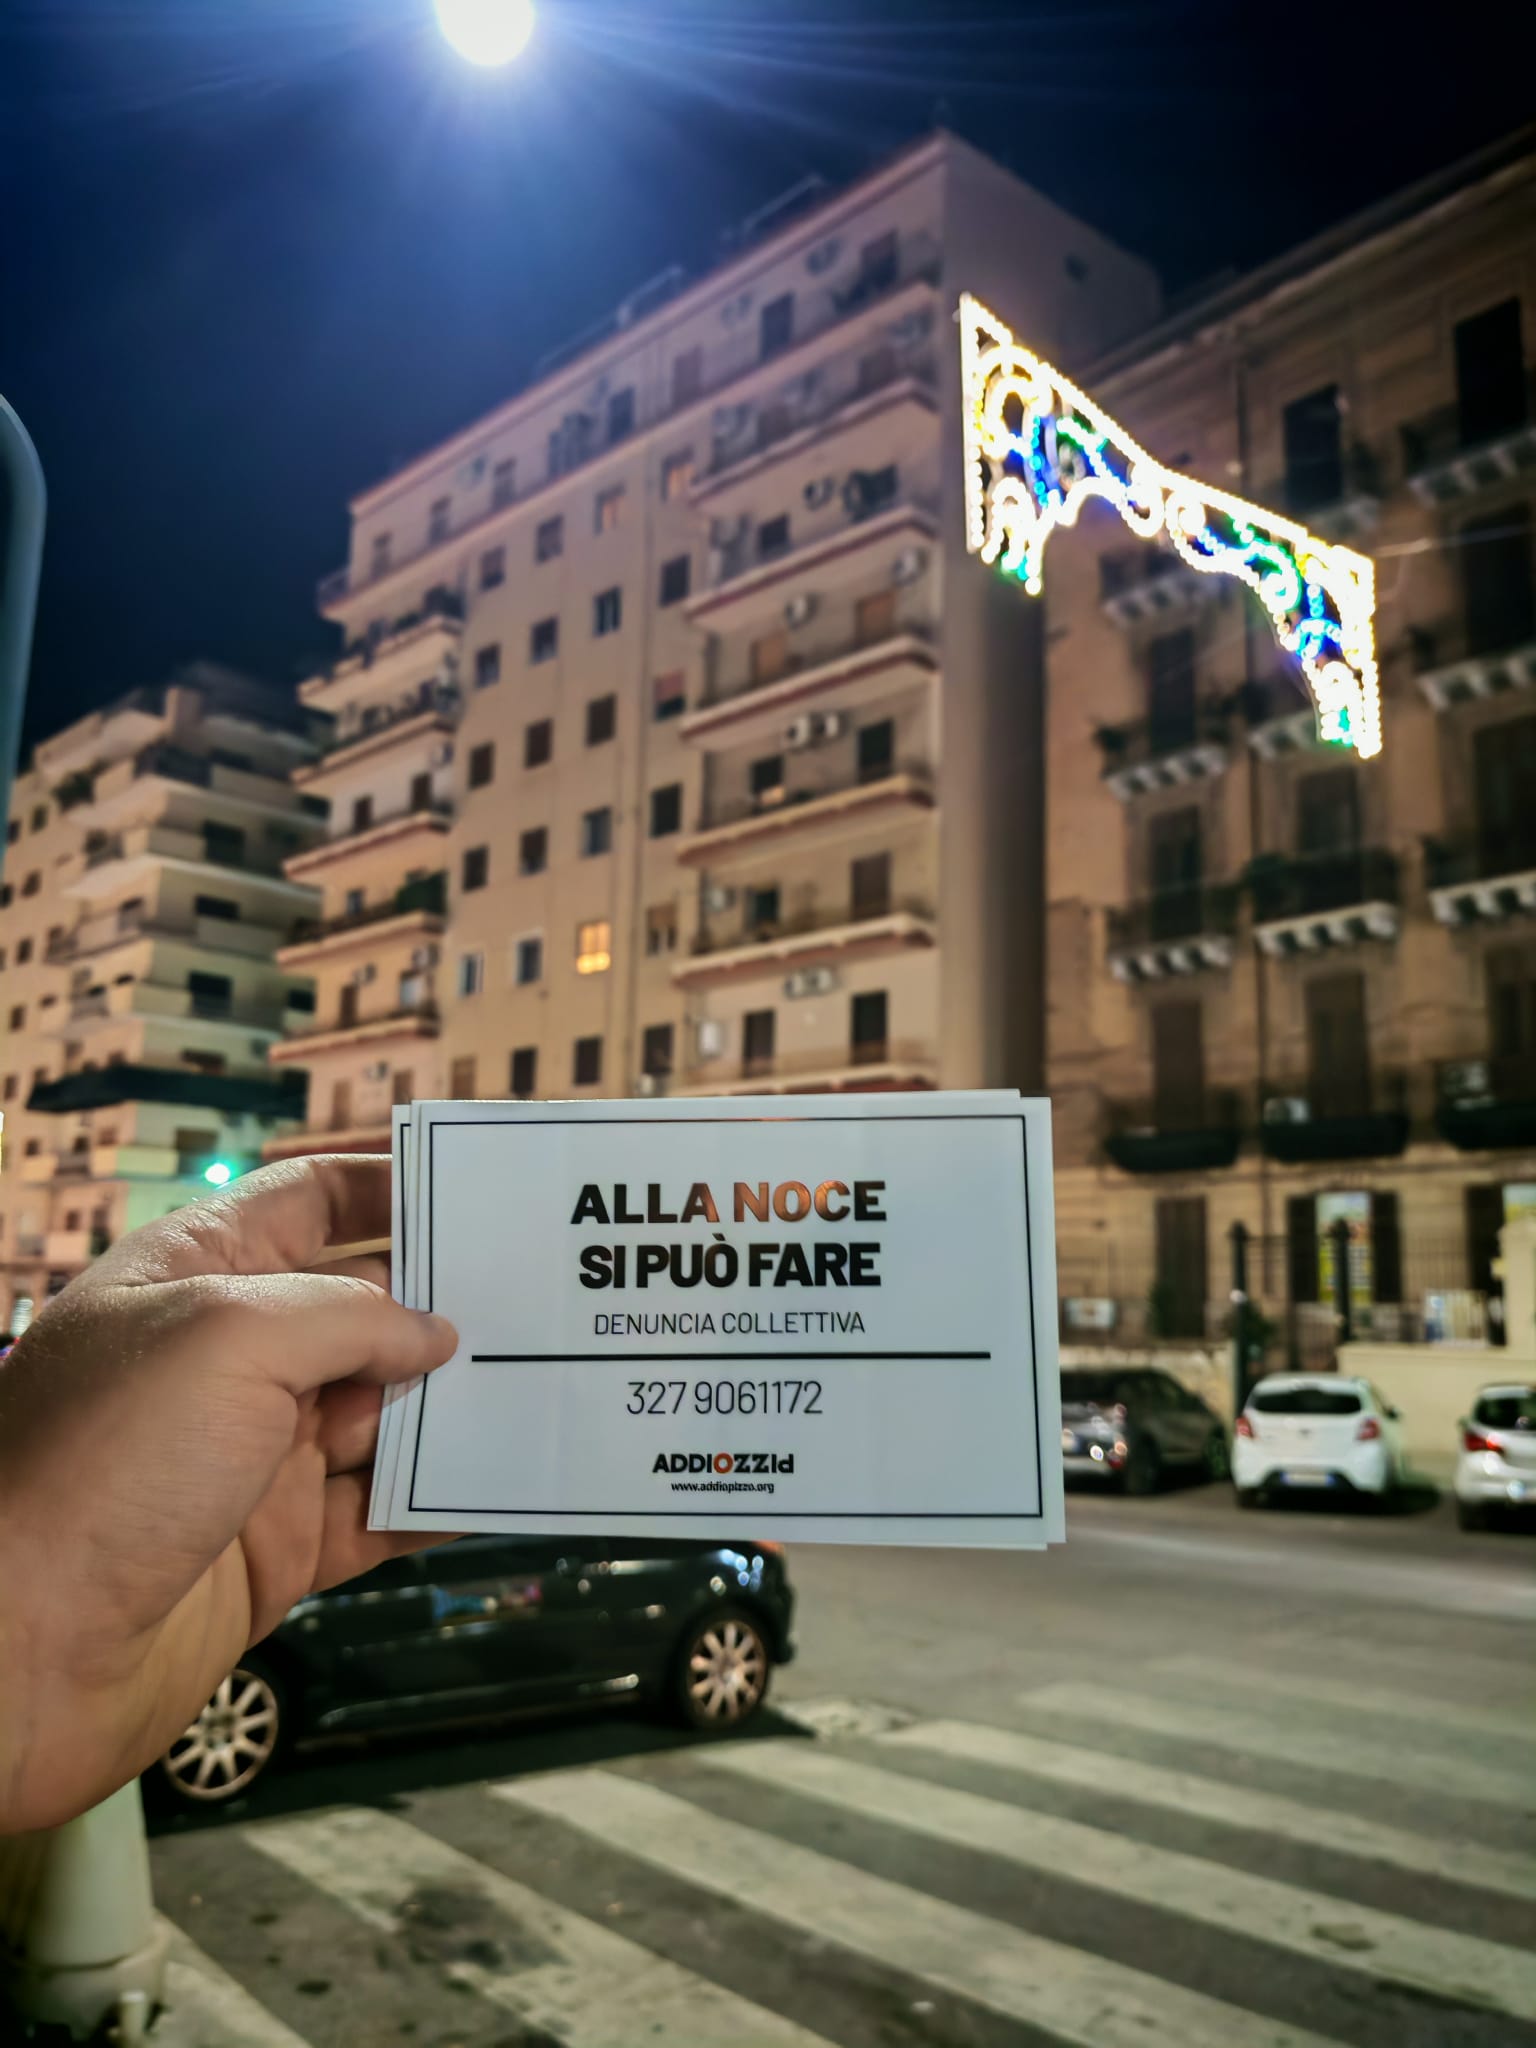 ALLA NOCE
SI PUÒ FARE
DENUNCIA COLLETTIVA
327 9061172
ADDIOZZId
www.addiopizzo.org